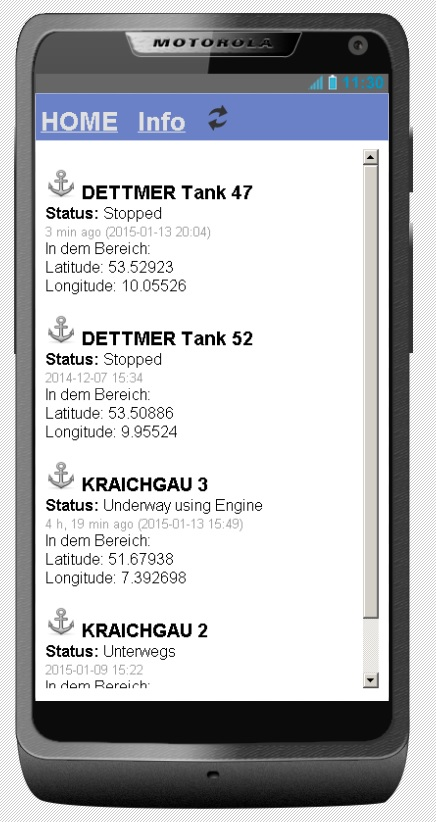 MOTOROLA
11:30
HOME Info
DETTMER Tank 47
Status: Stopped
3 min ago (2015-01-13 20:04)
In dem Bereich:
Latitude: 53.52923
Longitude: 10.05526
DETTMER Tank 52
Status: Stopped
2014-12-07 15:34
In dem Bereich:
Latitude: 53.50886
Longitude: 9.95524
KRAICHGAU 3
Status: Underway using Engine
4 h, 19 min ago (2015-01-13 15:49)
In dem Bereich:
Latitude: 51.67938
Longitude: 7.392698
KRAICHGAU 2
Status: Unterwegs
2015-01-09 15:22
In dem Bereich: